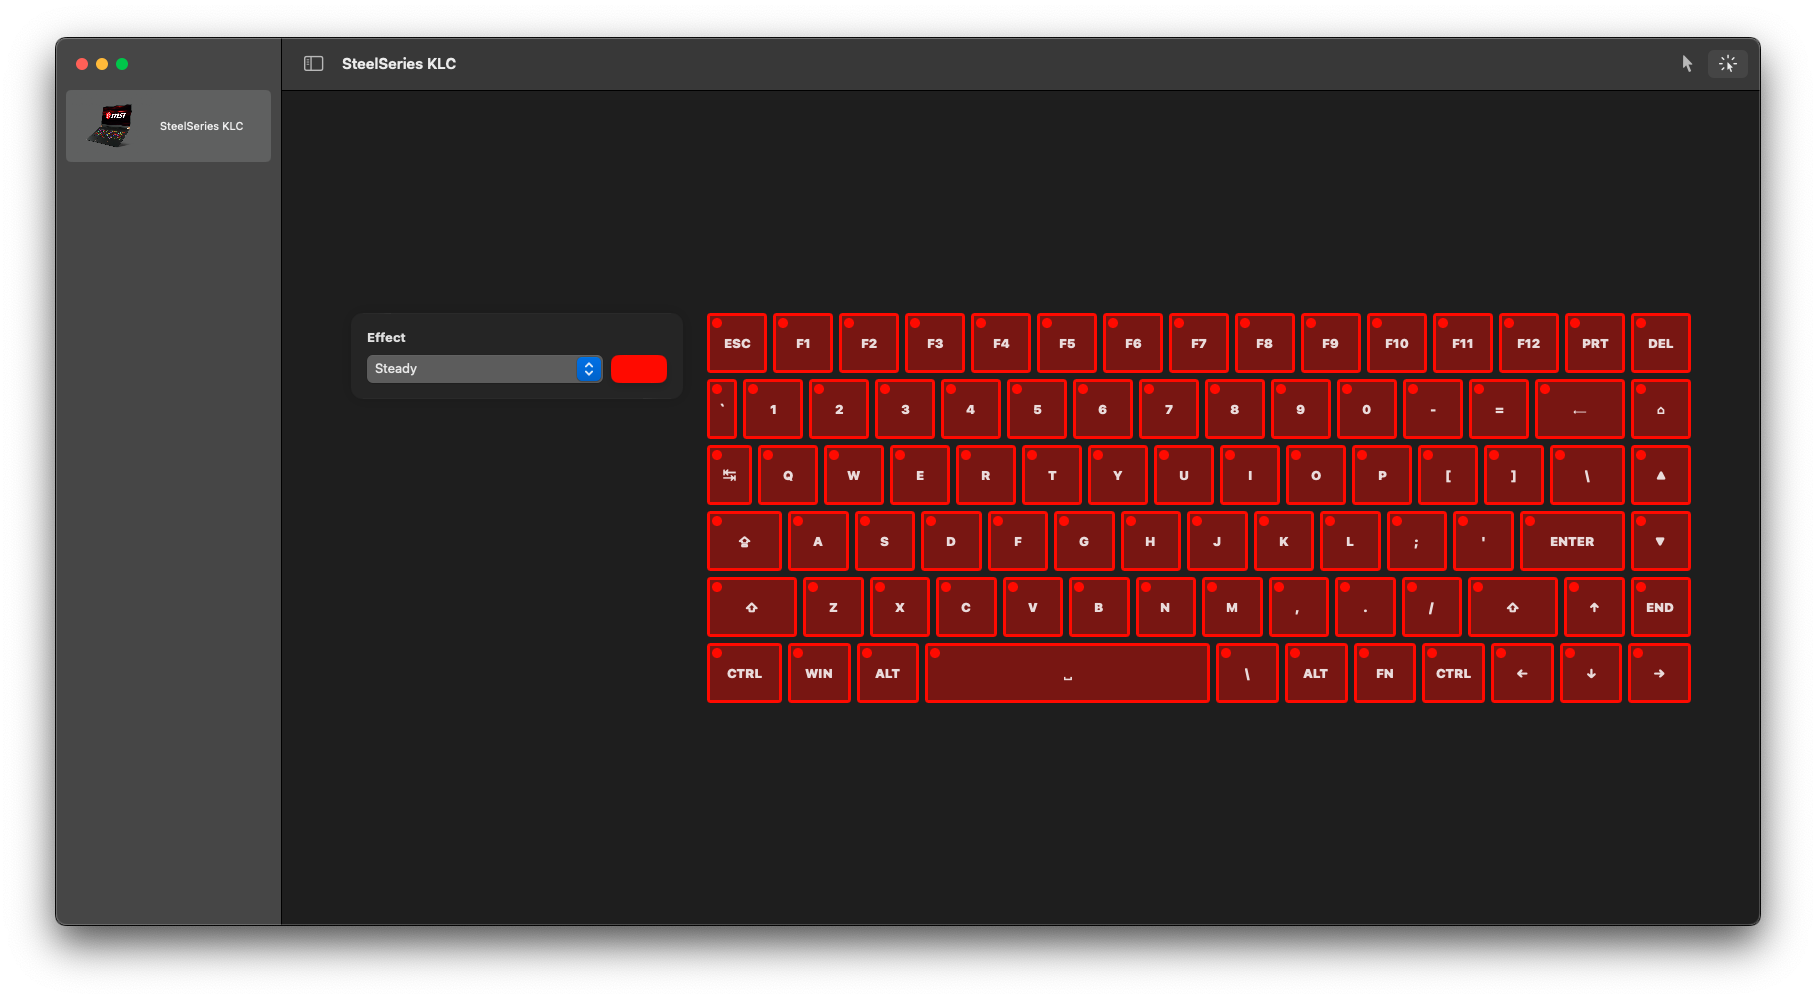 SteelSeries KLC
msi
SteelSeries KLC
Effect
Steady
ESC F1 F2 F3 F4 F5 F6 F7 F8 F9 F10 F11 F12 PRT DEL
` 1 2 3 4 5 6 7 8 9 0 - = ← ⌂
↹ Q W E R T Y U I O P [ ] \ ▲
⇪ A S D F G H J K L ; ' ENTER ▼
⇧ Z X C V B N M , . / ⇧ ↑ END
CTRL WIN ALT ⎵ \ ALT FN CTRL ← ↓ →